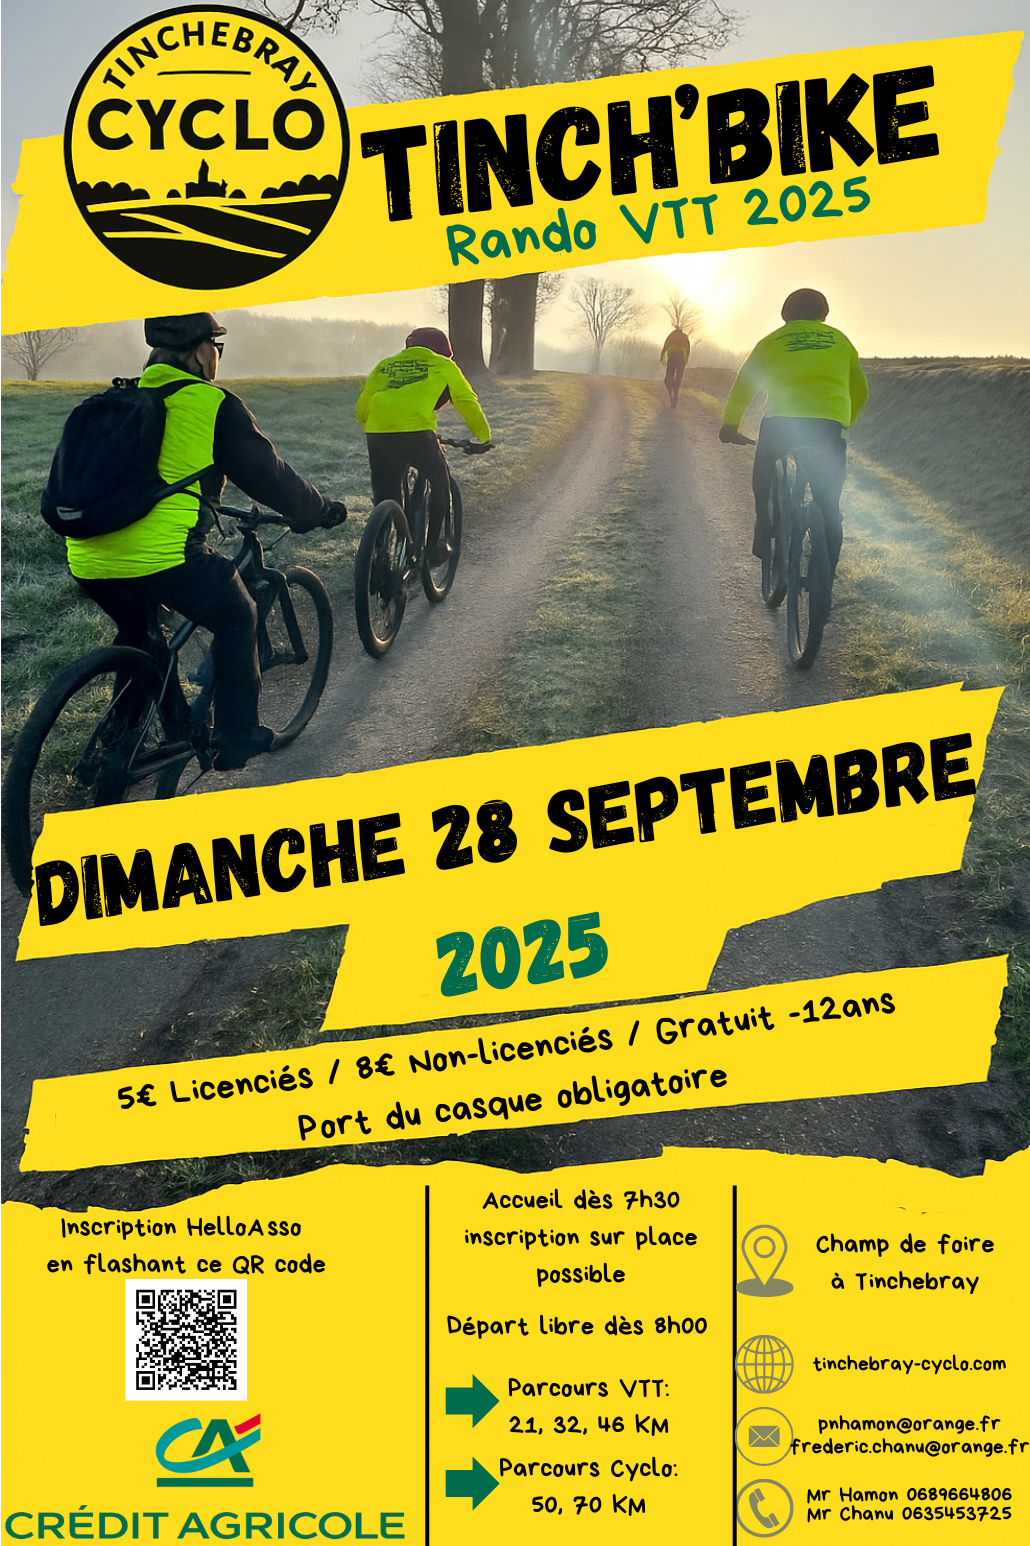 TINCHEBRAY
CYCLO
TINCH'BIKE
Rando VTT 2025
DIMANCHE 28 SEPTEMBRE
2025
5€ Licenciés / 8€ Non-licenciés / Gratuit -12ans
Port du casque obligatoire
Inscription HelloAsso
en flashant ce QR code
CA
CRÉDIT AGRICOLE
Accueil dès 7h30
inscription sur place
possible
Départ libre dès 8h00
Parcours VTT:
21, 32, 46 KM
Parcours Cyclo:
50, 70 KM
Champ de foire
à Tinchebray
tinchebray-cyclo.com
pnhamon@orange.fr
frederic.chanu@orange.fr
Mr Hamon 0689664806
Mr Chanu 0635453725